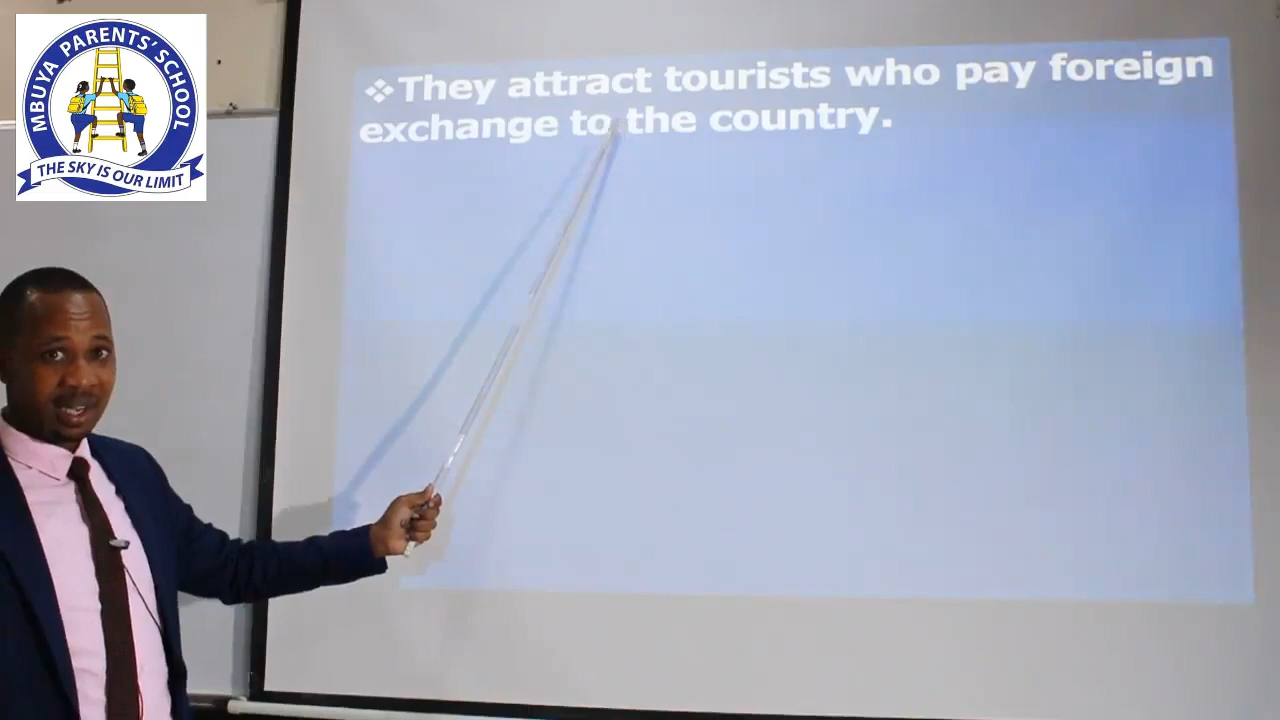 MBUYA PARENTS' SCHOOL
THE SKY IS OUR LIMIT
❖They attract tourists who pay foreign
exchange to the country.